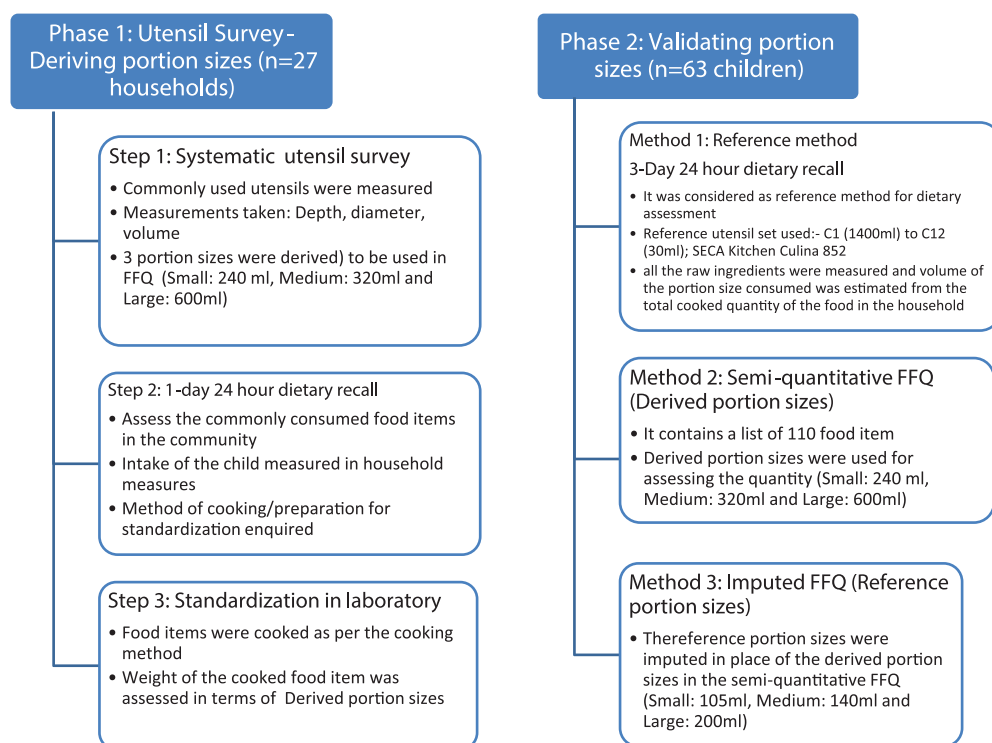 Phase 1: Utensil Survey-
Deriving portion sizes (n=27
households)
Step 1: Systematic utensil survey
• Commonly used utensils were measured
• Measurements taken: Depth, diameter,
volume
• 3 portion sizes were derived) to be used in
FFQ (Small: 240 ml, Medium: 320ml and
Large: 600ml)
Step 2: 1-day 24 hour dietary recall
• Assess the commonly consumed food items
in the community
• Intake of the child measured in household
measures
• Method of cooking/preparation for
standardization enquired
Step 3: Standardization in laboratory
• Food items were cooked as per the cooking
method
• Weight of the cooked food item was
assessed in terms of Derived portion sizes
Phase 2: Validating portion
sizes (n=63 children)
Method 1: Reference method
3-Day 24 hour dietary recall
• It was considered as reference method for dietary
assessment
• Reference utensil set used:- C1 (1400ml) to C12
(30ml); SECA Kitchen Culina 852
• all the raw ingredients were measured and volume of
the portion size consumed was estimated from the
total cooked quantity of the food in the household
Method 2: Semi-quantitative FFQ
(Derived portion sizes)
• It contains a list of 110 food item
• Derived portion sizes were used for
assessing the quantity (Small: 240 ml,
Medium: 320ml and Large: 600ml)
Method 3: Imputed FFQ (Reference
portion sizes)
• Thereference portion sizes were
imputed in place of the derived portion
sizes in the semi-quantitative FFQ
(Small: 105ml, Medium: 140ml and
Large: 200ml)